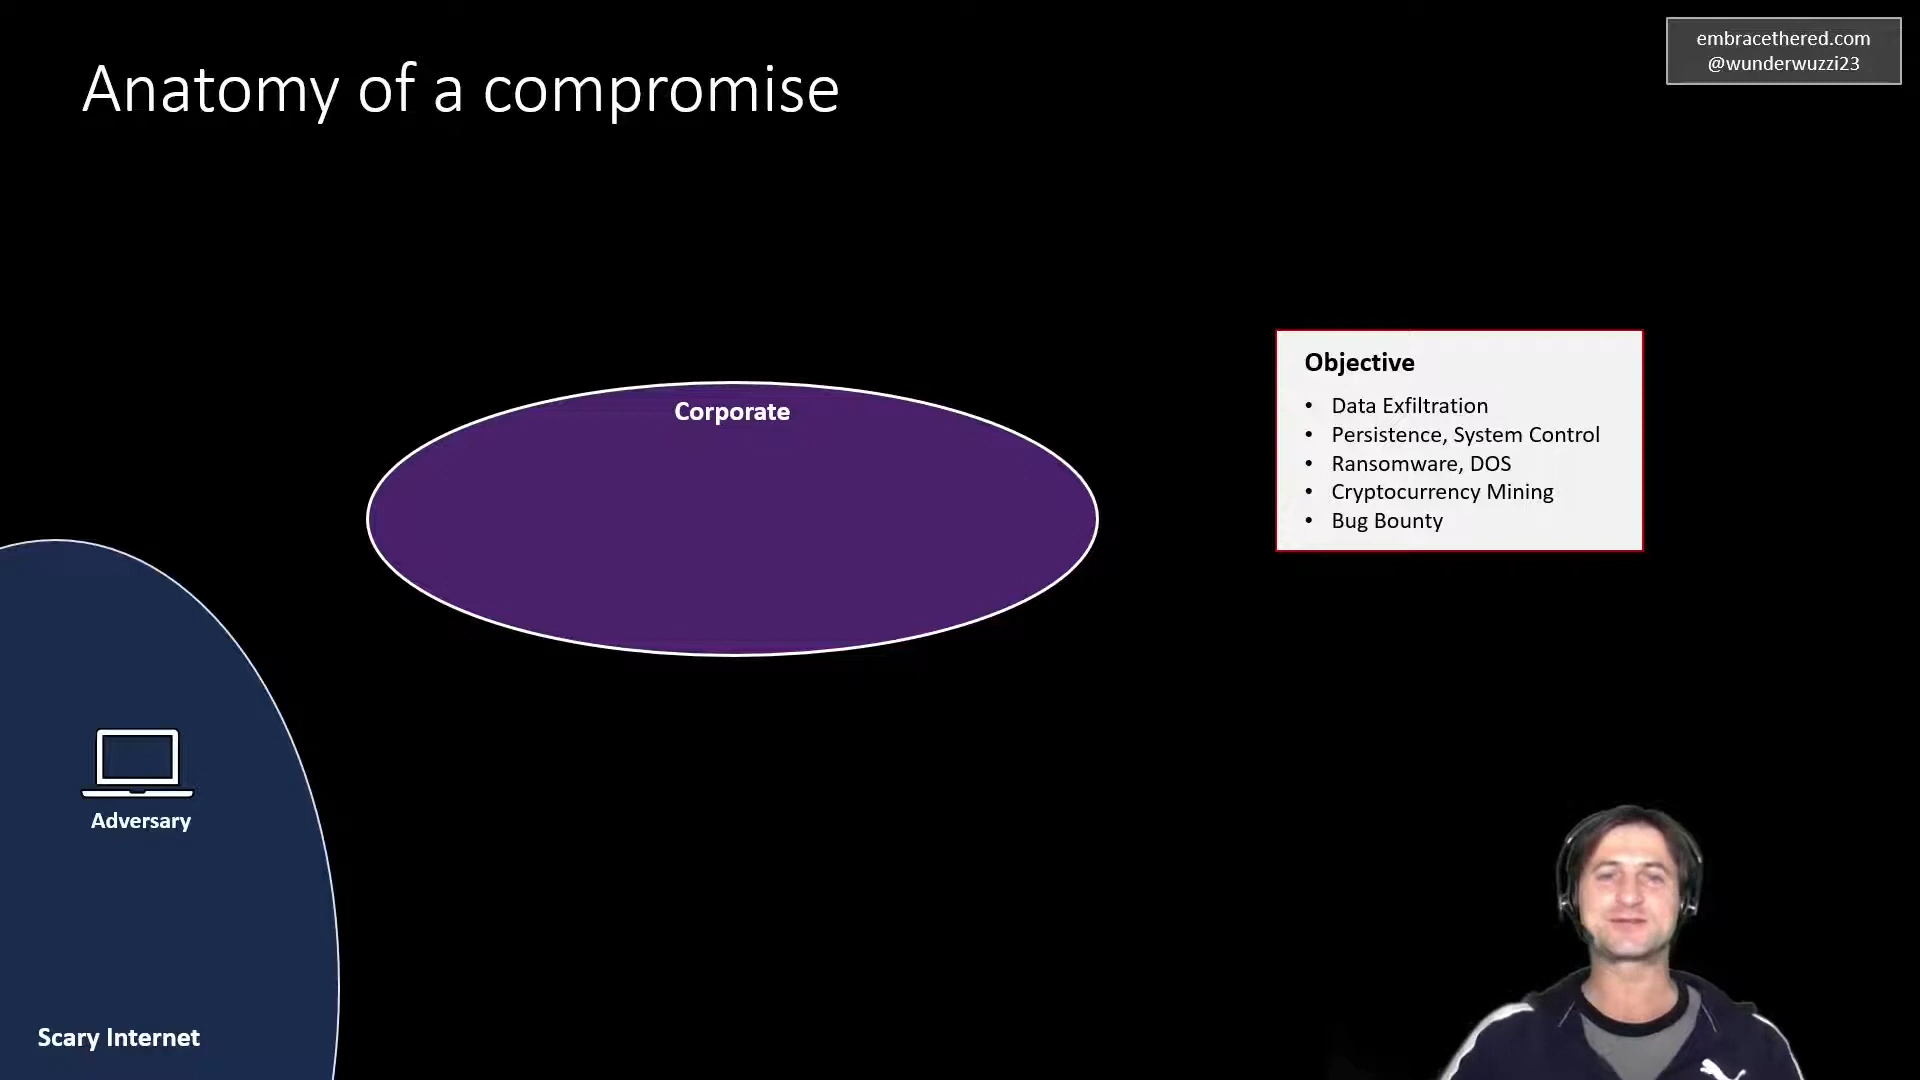 Anatomy of a compromise
embracethered.com
@wunderwuzzi23
Corporate
Objective
• Data Exfiltration
• Persistence, System Control
• Ransomware, DOS
• Cryptocurrency Mining
• Bug Bounty
Adversary
Scary Internet